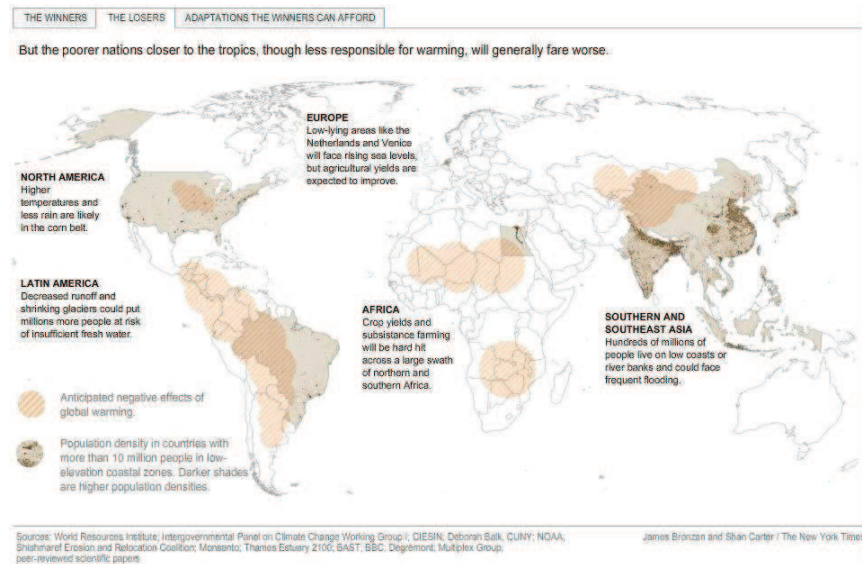 THE WINNERS
THE LOSERS
ADAPTATIONS THE WINNERS CAN AFFORD
But the poorer nations closer to the tropics, though less responsible for warming, will generally fare worse.
EUROPE
Low-lying areas like the
Netherlands and Venice
will face rising sea levels,
but agricultural yields are
expected to improve.
NORTH AMERICA
Higher
temperatures and
less rain are likely
in the corn belt.
LATIN AMERICA
Decreased runoff and
shrinking glaciers could put
millions more people at risk
of insufficient fresh water.
AFRICA
Crop yields and
subsistance farming
will be hard hit
across a large swath
of northern and
southern Africa.
SOUTHERN AND
SOUTHEAST ASIA
Hundreds of millions of
people live on low coasts or
river banks and could face
frequent flooding.
Anticipated negative effects of
global warming.
Population density in countries with
more than 10 million people in low-
elevation coastal zones. Darker shades
are higher population densities.
Sources: World Resources Institute; Intergovernmental Panel on Climate Change Working Group I; CIESIN; Deborah Balk, CUNY; NOAA;
Shishmaref Erosion and Relocation Coalition; Monsanto; Thames Estuary 2100; BAST; BBC; Degrémont; Multiplex Group;
peer-reviewed scientific papers
James Bronzan and Shan Carter / The New York Times